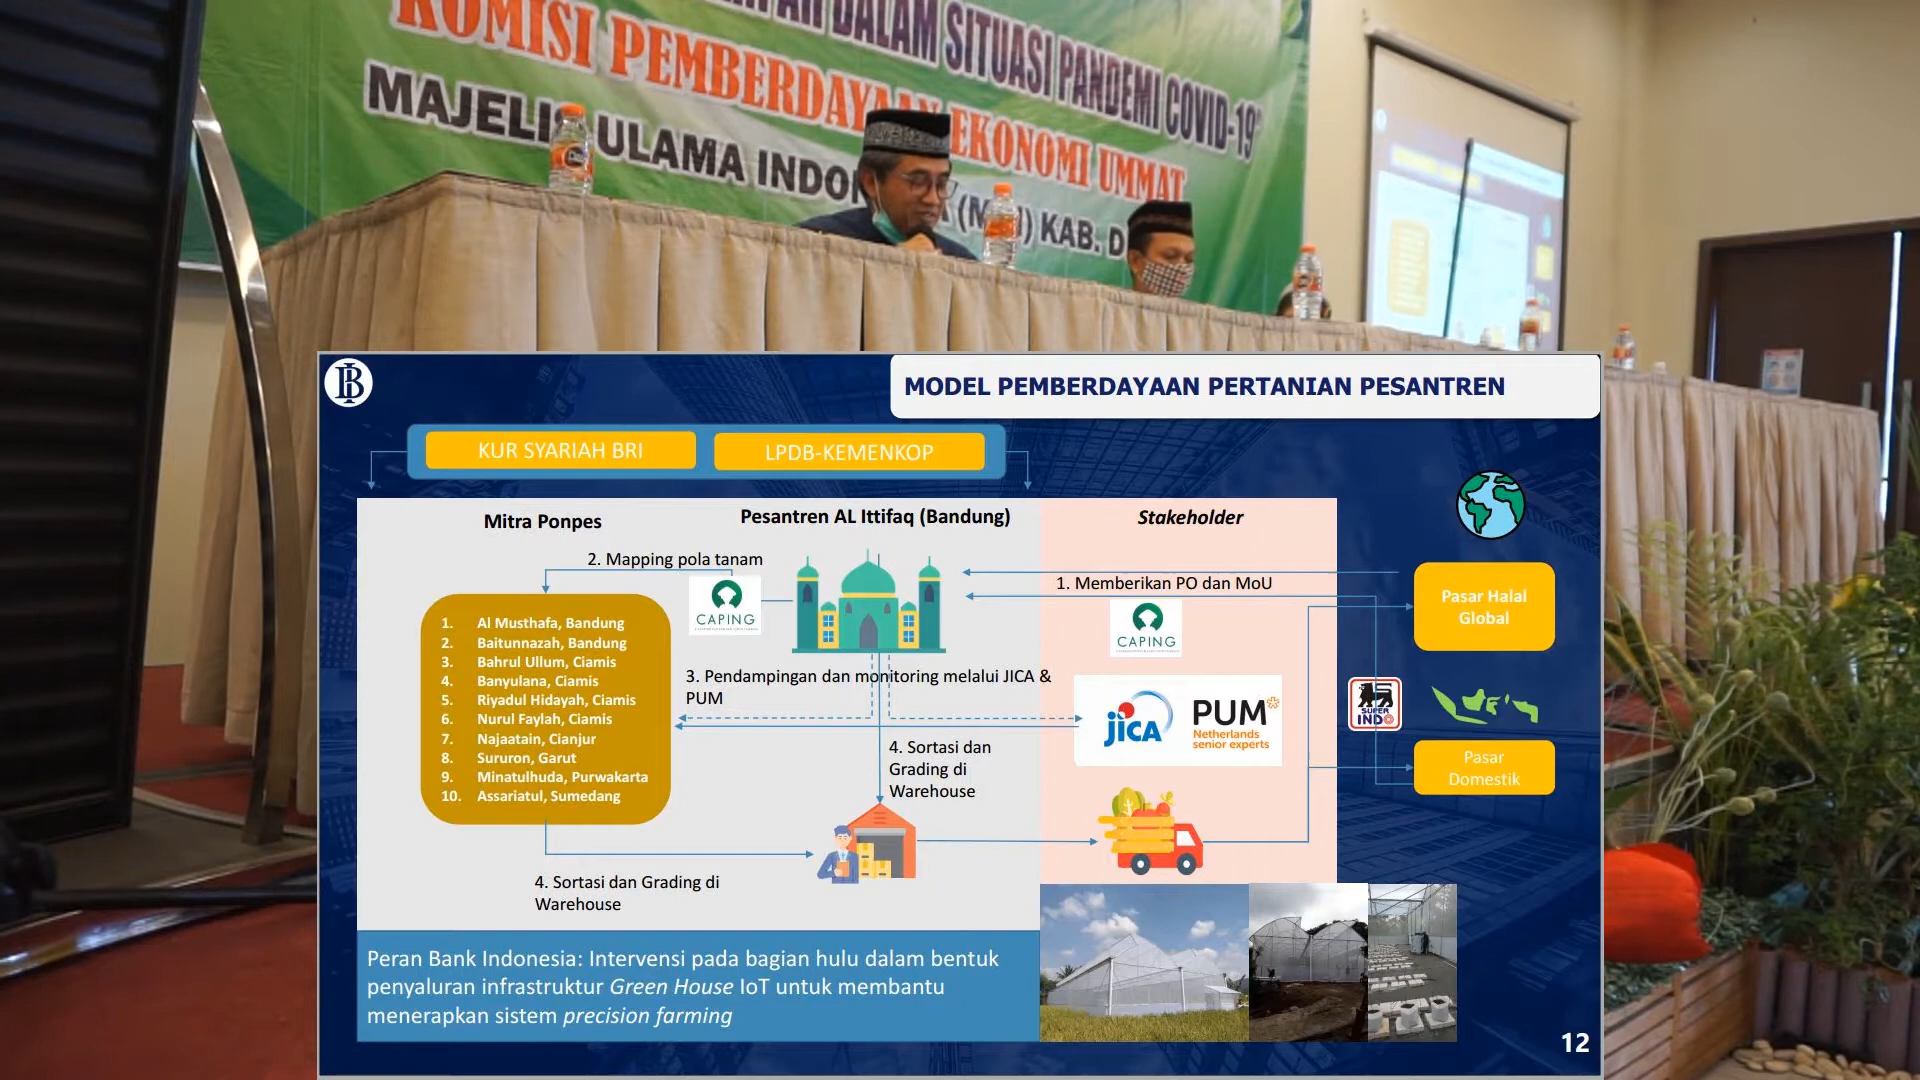 DALAM SITUASI PANDEMI COVID-19
KOMISI PEMBERDAYAAN EKONOMI UMMAT
MAJELIS ULAMA INDO (M I) KAB. D
MODEL PEMBERDAYAAN PERTANIAN PESANTREN
KUR SYARIAH BRI
LPDB-KEMENKOP
Mitra Ponpes
Pesantren AL Ittifaq (Bandung)
Stakeholder
2. Mapping pola tanam
CAPING
1. Memberikan PO dan MoU
CAPING
Pasar Halal
Global
1. Al Musthafa, Bandung
2. Baitunnazah, Bandung
3. Bahrul Ullum, Ciamis
4. Banyulana, Ciamis
5. Riyadul Hidayah, Ciamis
6. Nurul Faylah, Ciamis
7. Najaatain, Cianjur
8. Sururon, Garut
9. Minatulhuda, Purwakarta
10. Assariatul, Sumedang
3. Pendampingan dan monitoring melalui JICA &
PUM
JICA
PUM
Netherlands
senior experts
SUPER
INDO
4. Sortasi dan
Grading di
Warehouse
Pasar
Domestik
4. Sortasi dan Grading di
Warehouse
Peran Bank Indonesia: Intervensi pada bagian hulu dalam bentuk
penyaluran infrastruktur Green House IoT untuk membantu
menerapkan sistem precision farming
12